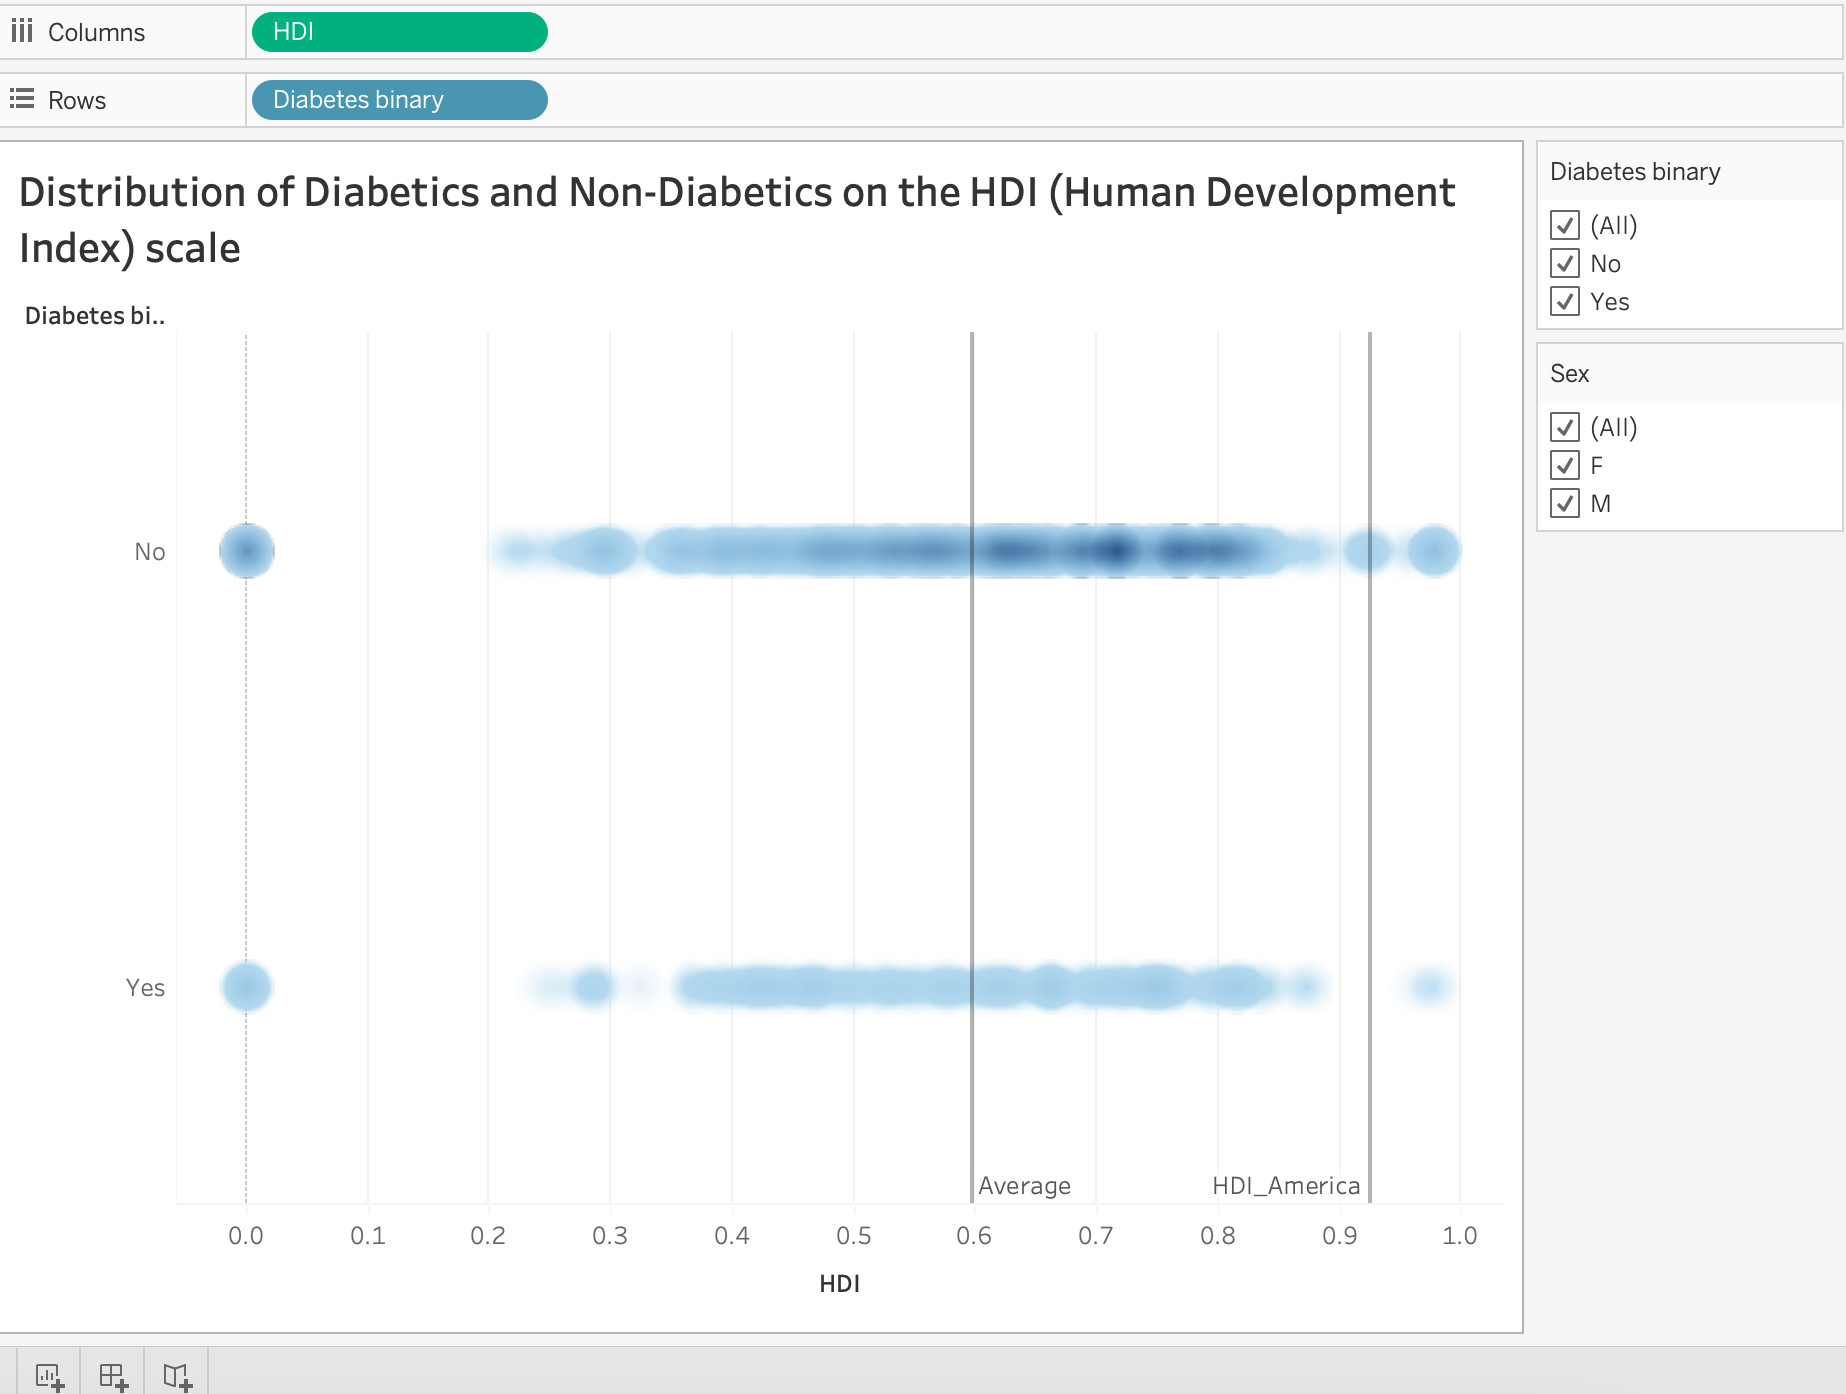 Columns
HDI
Rows
Diabetes binary
Distribution of Diabetics and Non-Diabetics on the HDI (Human Development
Index) scale
Diabetes bi..
No
Yes
Average
HDI_America
0.0 0.1 0.2 0.3 0.4 0.5 0.6 0.7 0.8 0.9 1.0
HDI
Diabetes binary
(All)
No
Yes
Sex
(All)
F
M